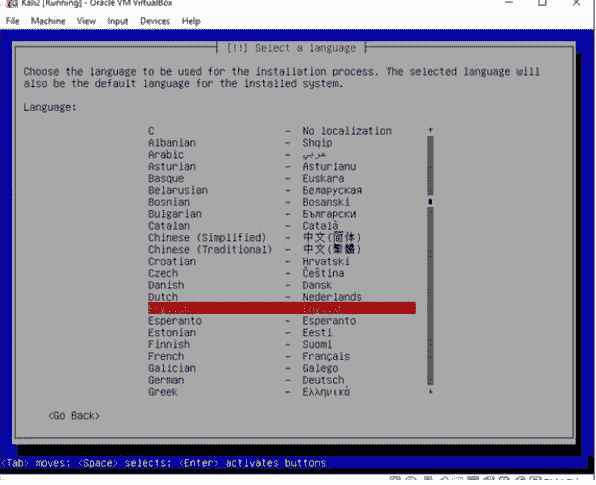 Kali2 [Running] - Oracle VM VirtualBox
File Machine View Input Devices Help
[!!] Select a language
Choose the language to be used for the installation process. The selected language will
also be the default language for the installed system.
Language:
C - No localization
Albanian - Shqip
Arabic - عربي
Asturian - Asturianu
Basque - Euskara
Belarusian - Беларуская
Bosnian - Bosanski
Bulgarian - Български
Catalan - Català
Chinese (Simplified) - 中文(简体)
Chinese (Traditional) - 中文(繁體)
Croatian - Hrvatski
Czech - Čeština
Danish - Dansk
Dutch - Nederlands
Esperanto - Esperanto
Estonian - Eesti
Finnish - Suomi
French - Français
Galician - Galego
German - Deutsch
Greek - Ελληνικά
<Go Back>
<Tab> moves; <Space> selects; <Enter> activates buttons